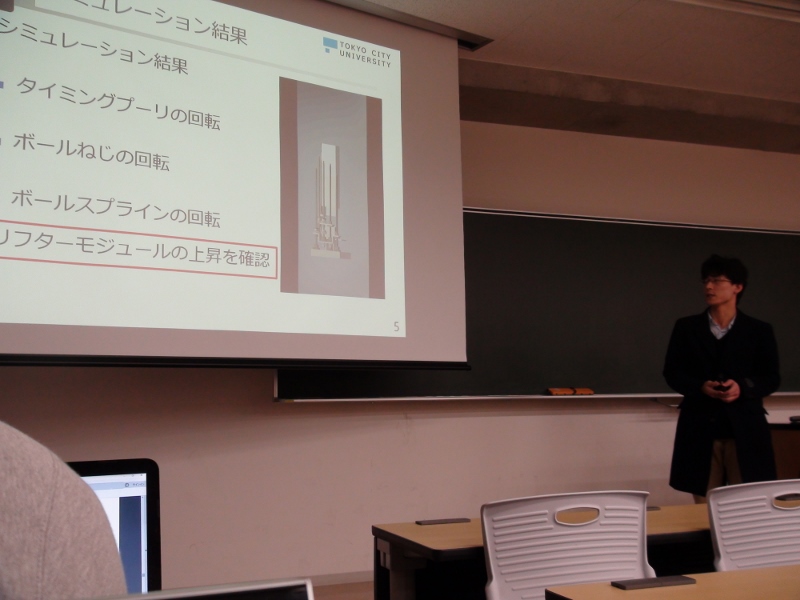 ミュレーション結果
TOKYO CITY
UNIVERSITY
シミュレーション結果
タイミングプーリの回転
ボールねじの回転
ボールスプラインの回転
リフターモジュールの上昇を確認
5